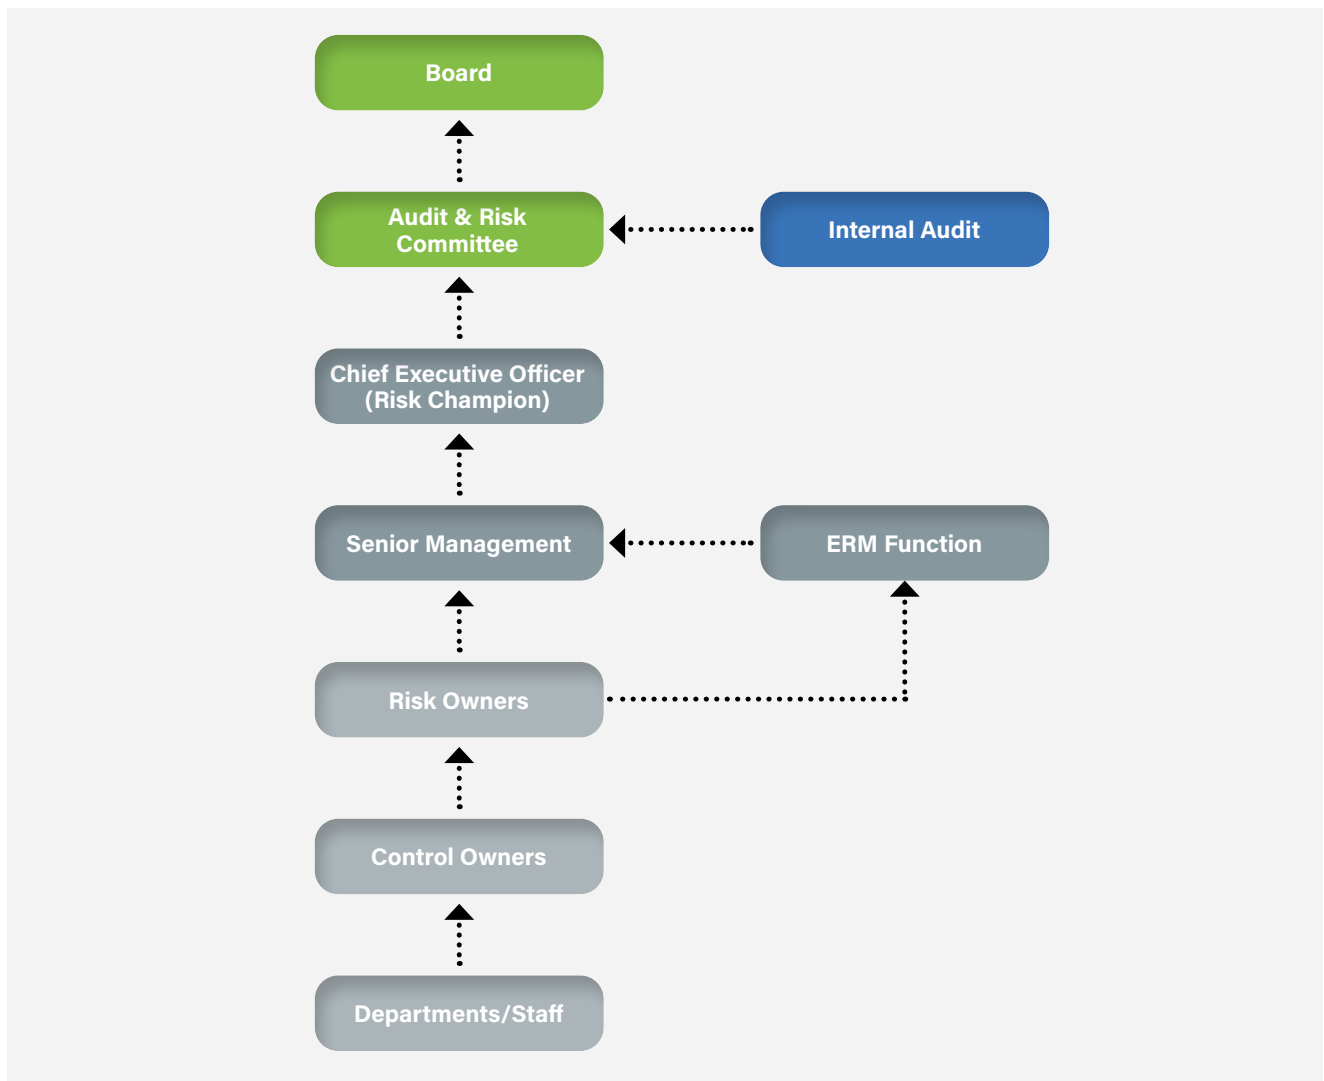 Board
Audit & Risk
Committee
Internal Audit
Chief Executive Officer
(Risk Champion)
Senior Management
ERM Function
Risk Owners
Control Owners
Departments/Staff